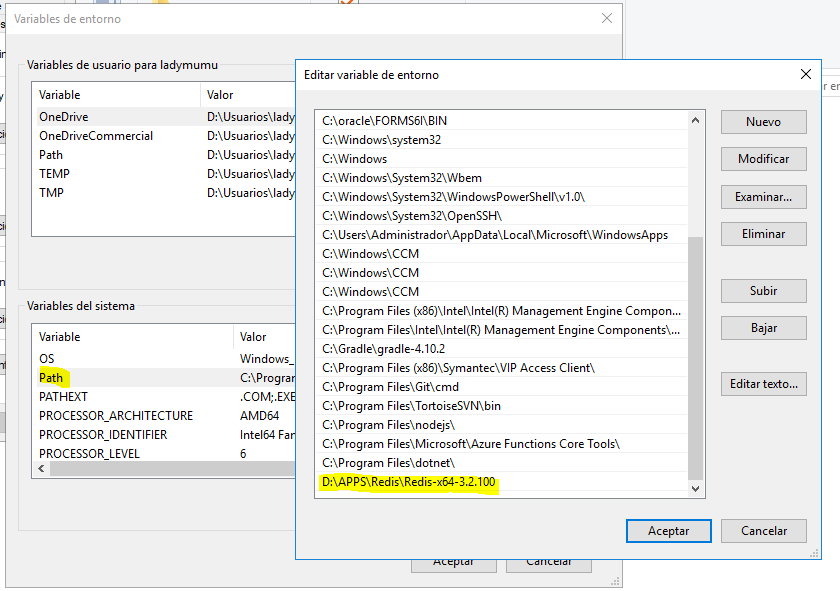 Variables de entorno
Variables de usuario para ladymumu
Variable Valor
OneDrive D:\Usuarios\lady
OneDriveCommercial D:\Usuarios\lady
Path D:\Usuarios\lady
TEMP D:\Usuarios\lady
TMP D:\Usuarios\lady
Variables del sistema
Variable Valor
OS Windows_
Path C:\Program
PATHEXT .COM;.EXE
PROCESSOR_ARCHITECTURE AMD64
PROCESSOR_IDENTIFIER Intel64 Fan
PROCESSOR_LEVEL 6
Aceptar Cancelar
Editar variable de entorno
C:\oracle\FORMS6I\BIN
C:\Windows\system32
C:\Windows
C:\Windows\System32\Wbem
C:\Windows\System32\WindowsPowerShell\v1.0\
C:\Windows\System32\OpenSSH\
C:\Users\Administrador\AppData\Local\Microsoft\WindowsApps
C:\Windows\CCM
C:\Windows\CCM
C:\Windows\CCM
C:\Program Files (x86)\Intel\Intel(R) Management Engine Compon...
C:\Program Files\Intel\Intel(R) Management Engine Components\...
C:\Gradle\gradle-4.10.2
C:\Program Files (x86)\Symantec\VIP Access Client\
C:\Program Files\Git\cmd
C:\Program Files\TortoiseSVN\bin
C:\Program Files\nodejs\
C:\Program Files\Microsoft\Azure Functions Core Tools\
C:\Program Files\dotnet\
D:\APPS\Redis\Redis-x64-3.2.100
Nuevo
Modificar
Examinar...
Eliminar
Subir
Bajar
Editar texto...
Aceptar Cancelar